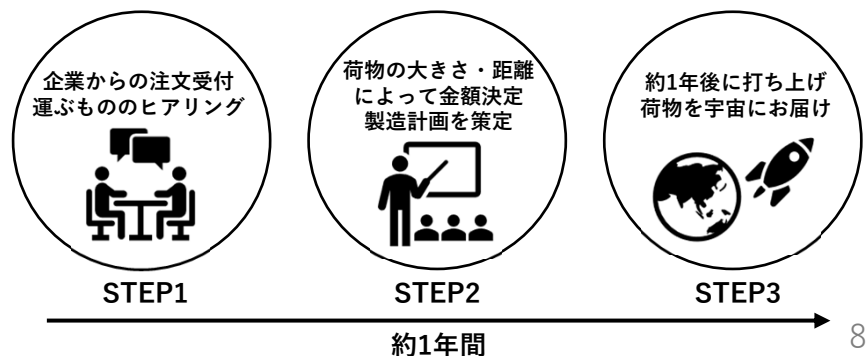 企業からの注文受付
運ぶもののヒアリング
荷物の大きさ・距離
によって金額決定
製造計画を策定
約1年後に打ち上げ
荷物を宇宙にお届け
STEP1
STEP2
STEP3
約1年間
8